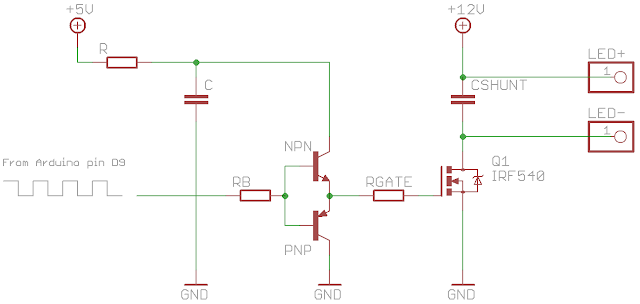 +5V
+12V
R
LED+
1
C
CSHUNT
LED-
1
NPN
From Arduino pin D9
Q1
RB
RGATE
IRF540
PNP
GND
GND
GND